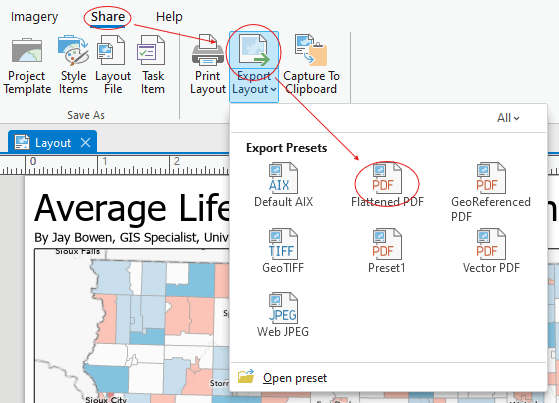 Imagery Share Help
Project Template
Style Items
Layout File
Task Item
Print Layout
Export Layout
Capture To Clipboard
Save As
Layout
All
0 1 2
Export Presets
Default AIX
Flattened PDF
GeoReferenced PDF
GeoTIFF
Preset1
Vector PDF
Web JPEG
Open preset
Average Life
By Jay Bowen, GIS Specialist, Univ
Sioux Falls
Sioux City
AIX
PDF
PDF
TIFF
PDF
PDF
JPEG